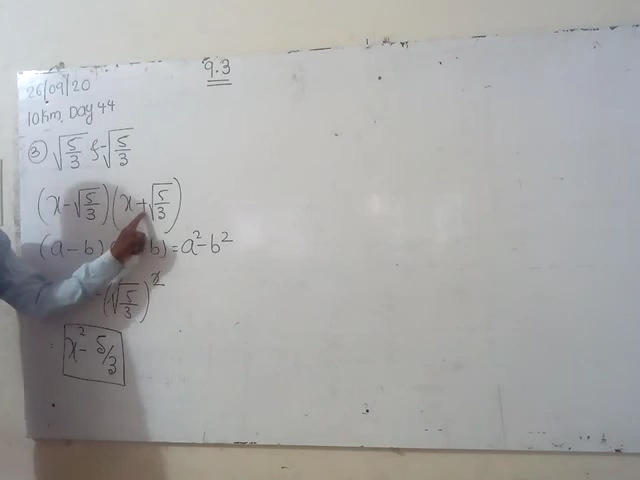 9.3
26/09/20
10Km, Day 44
③ √5/3 & -√5/3
(x - √5/3)(x + √5/3)
(a - b) b) = a² - b²
- (√5/3)²
x² - 5/3